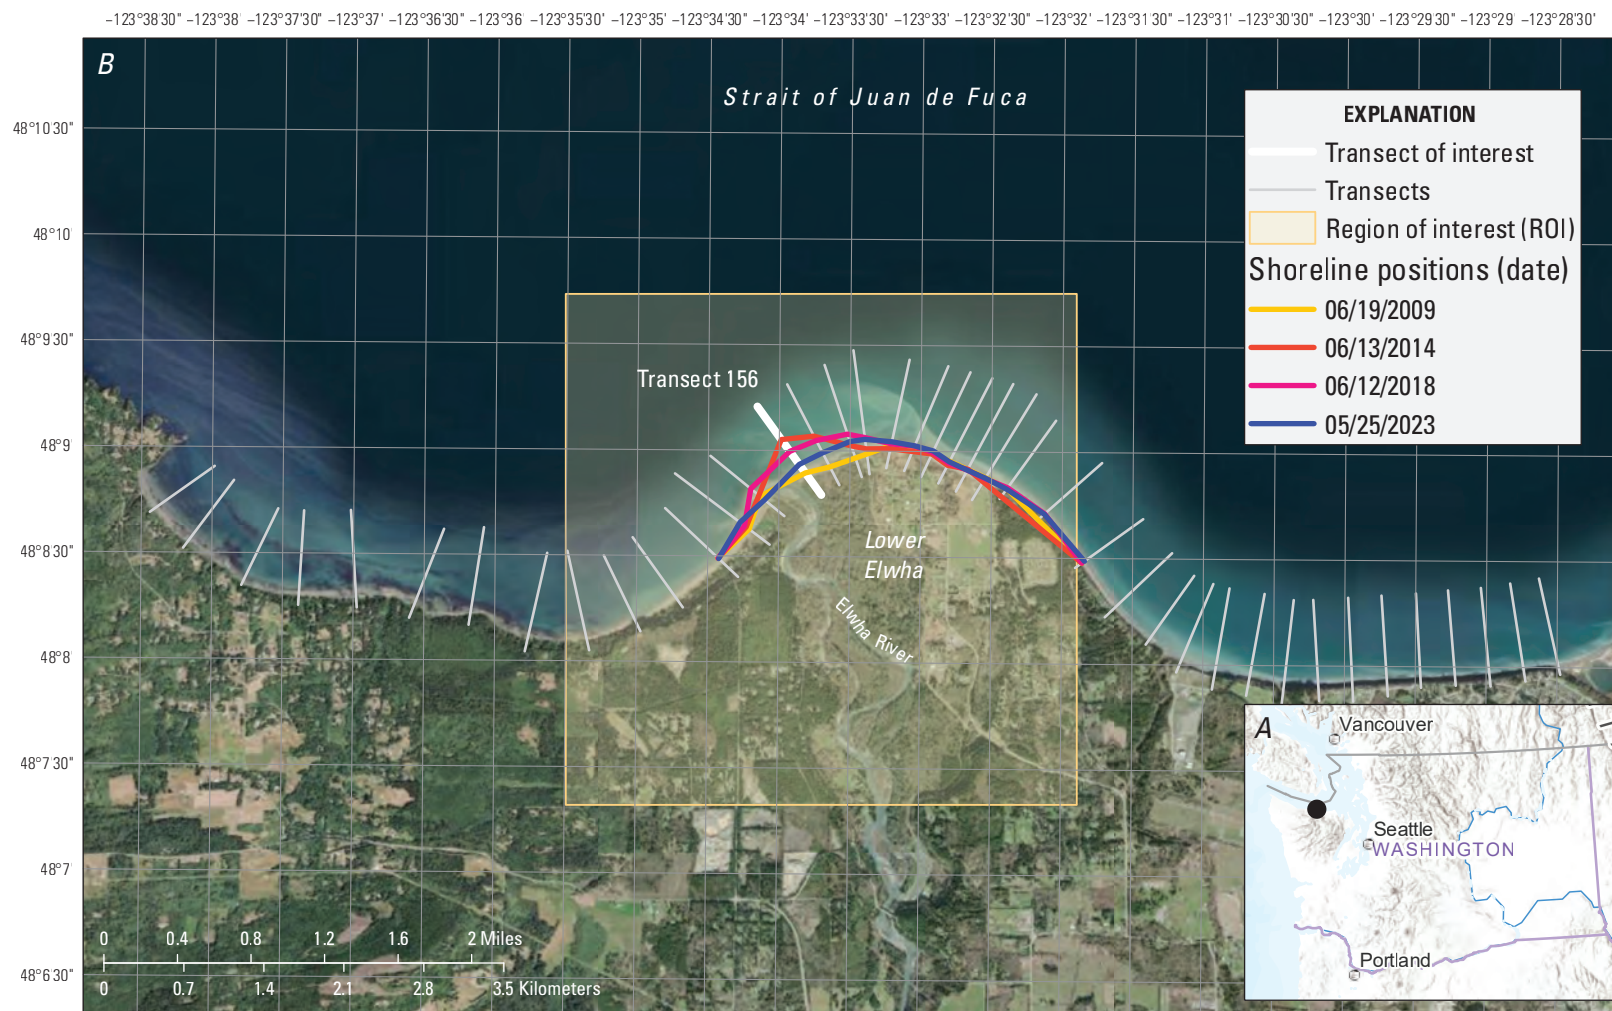 −123°38'30" −123°38' −123°37'30" −123°37' −123°36'30" −123°36' −123°35'30" −123°35' −123°34'30" −123°34' −123°33'30" −123°33' −123°32'30" −123°32' −123°31'30" −123°31' −123°30'30" −123°30' −123°29'30" −123°29' −123°28'30"
B
Strait of Juan de Fuca
48°10'30"
48°10'
48°9'30"
48°9'
48°8'30"
48°8'
48°7'30"
48°7'
48°6'30"
EXPLANATION
Transect of interest
Transects
Region of interest (ROI)
Shoreline positions (date)
06/19/2009
06/13/2014
06/12/2018
05/25/2023
Transect 156
Lower
Elwha
Elwha River
0 0.4 0.8 1.2 1.6 2 Miles
0 0.7 1.4 2.1 2.8 3.5 Kilometers
A
Vancouver
Seattle
WASHINGTON
Portland